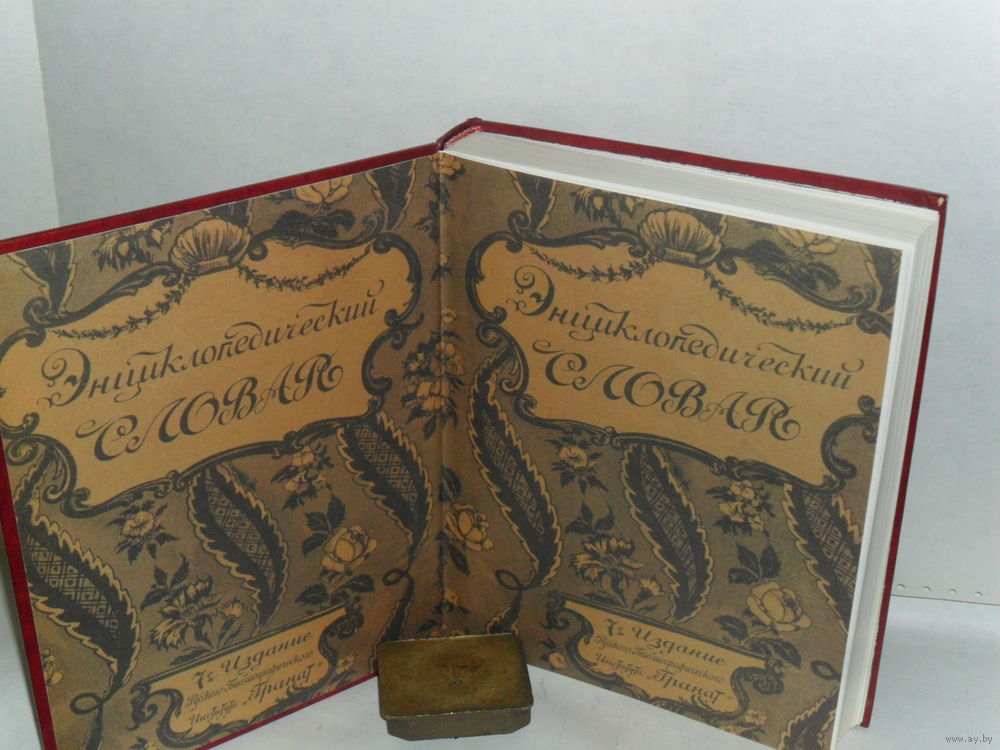 Энциклопедический
СЛОВАРЬ
7е Издание
Русского Библиографического
Института „Гранат"
Энциклопедический
СЛОВАРЬ
7е Издание
Русского Библиографического
Института „Гранат"
www.ay.by